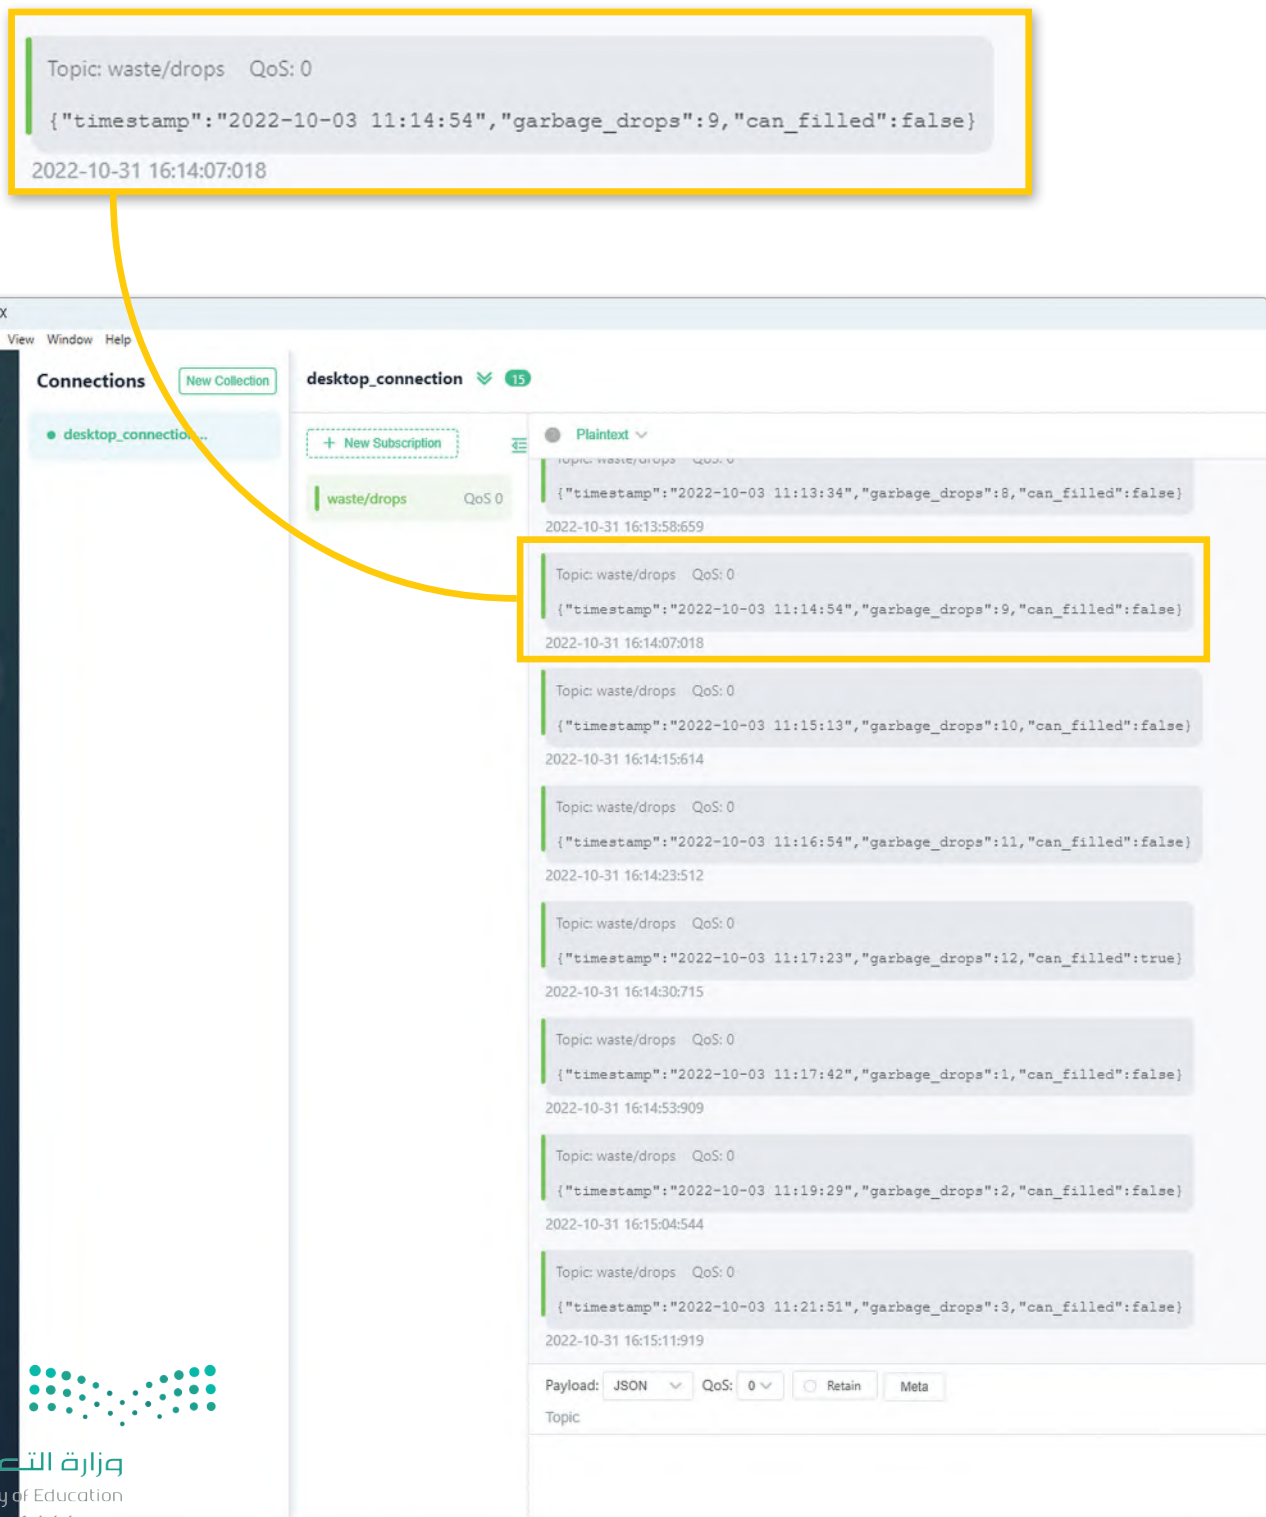 Topic: waste/drops QoS: 0
{"timestamp":"2022-10-03 11:14:54","garbage_drops":9,"can_filled":false}
2022-10-31 16:14:07:018
X
View Window Help
Connections New Collection
desktop_connection 15
desktop_connection...
+ New Subscription
Plaintext
waste/drops QoS 0
Topic: waste/drops QoS: 0
{"timestamp":"2022-10-03 11:13:34","garbage_drops":8,"can_filled":false}
2022-10-31 16:13:58:659
Topic: waste/drops QoS: 0
{"timestamp":"2022-10-03 11:14:54","garbage_drops":9,"can_filled":false}
2022-10-31 16:14:07:018
Topic: waste/drops QoS: 0
{"timestamp":"2022-10-03 11:15:13","garbage_drops":10,"can_filled":false}
2022-10-31 16:14:15:614
Topic: waste/drops QoS: 0
{"timestamp":"2022-10-03 11:16:54","garbage_drops":11,"can_filled":false}
2022-10-31 16:14:23:512
Topic: waste/drops QoS: 0
{"timestamp":"2022-10-03 11:17:23","garbage_drops":12,"can_filled":true}
2022-10-31 16:14:30:715
Topic: waste/drops QoS: 0
{"timestamp":"2022-10-03 11:17:42","garbage_drops":1,"can_filled":false}
2022-10-31 16:14:53:909
Topic: waste/drops QoS: 0
{"timestamp":"2022-10-03 11:19:29","garbage_drops":2,"can_filled":false}
2022-10-31 16:15:04:544
Topic: waste/drops QoS: 0
{"timestamp":"2022-10-03 11:21:51","garbage_drops":3,"can_filled":false}
2022-10-31 16:15:11:919
Payload: JSON QoS: 0 Retain Meta
Topic
وزارة
of Education